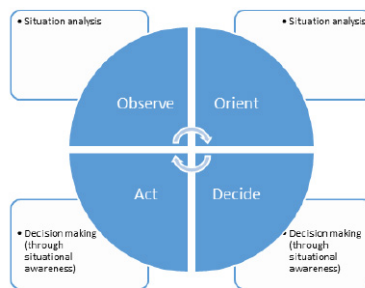 • Situation analysis
• Situation analysis
Observe
Orient
Act
Decide
• Decision making
(through
situational
awareness)
• Decision making
(through
situational
awareness)